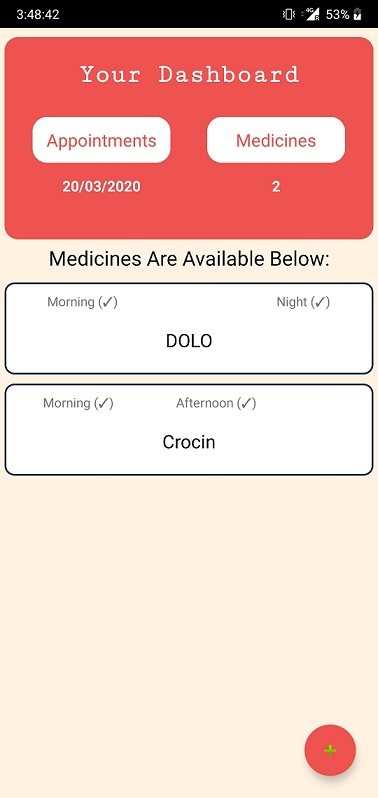 3:48:42 4G R 53%
Your Dashboard
Appointments Medicines
20/03/2020 2
Medicines Are Available Below:
Morning (✓) Night (✓)
DOLO
Morning (✓) Afternoon (✓)
Crocin
+